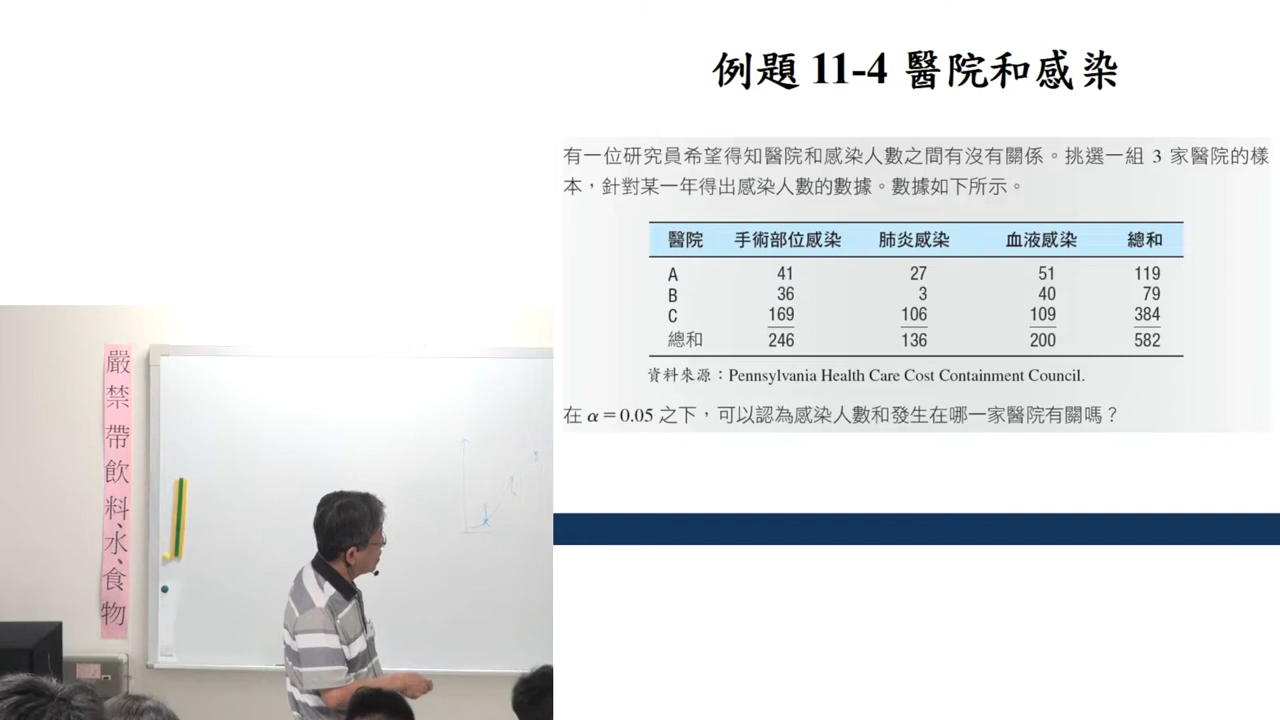 例題 11-4 醫院和感染
有一位研究員希望得知醫院和感染人數之間有沒有關係。挑選一組 3 家醫院的樣
本，針對某一年得出感染人數的數據。數據如下所示。
醫院 手術部位感染 肺炎感染 血液感染 總和
A 41 27 51 119
B 36 3 40 79
C 169 106 109 384
總和 246 136 200 582
資料來源：Pennsylvania Health Care Cost Containment Council.
在 α＝0.05 之下，可以認為感染人數和發生在哪一家醫院有關嗎？
嚴禁帶飲料、水、食物